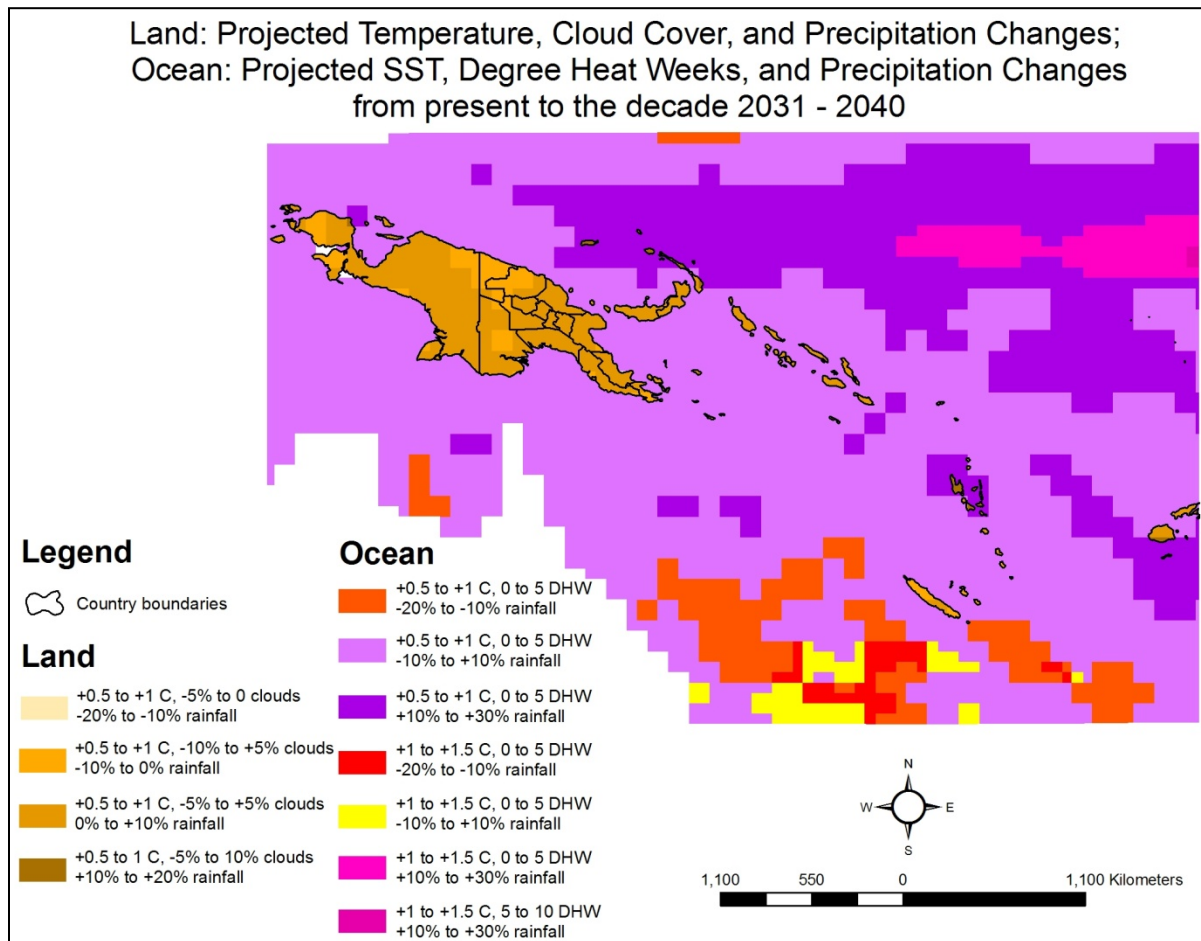 Land: Projected Temperature, Cloud Cover, and Precipitation Changes;
Ocean: Projected SST, Degree Heat Weeks, and Precipitation Changes
from present to the decade 2031 - 2040
Legend
Country boundaries
Land
+0.5 to +1 C, -5% to 0 clouds
-20% to -10% rainfall
+0.5 to +1 C, -10% to +5% clouds
-10% to 0% rainfall
+0.5 to +1 C, -5% to +5% clouds
0% to +10% rainfall
+0.5 to 1 C, -5% to 10% clouds
+10% to +20% rainfall
Ocean
+0.5 to +1 C, 0 to 5 DHW
-20% to -10% rainfall
+0.5 to +1 C, 0 to 5 DHW
-10% to +10% rainfall
+0.5 to +1 C, 0 to 5 DHW
+10% to +30% rainfall
+1 to +1.5 C, 0 to 5 DHW
-20% to -10% rainfall
+1 to +1.5 C, 0 to 5 DHW
-10% to +10% rainfall
+1 to +1.5 C, 0 to 5 DHW
+10% to +30% rainfall
+1 to +1.5 C, 5 to 10 DHW
+10% to +30% rainfall
N
W E
S
1,100 550 0 1,100 Kilometers